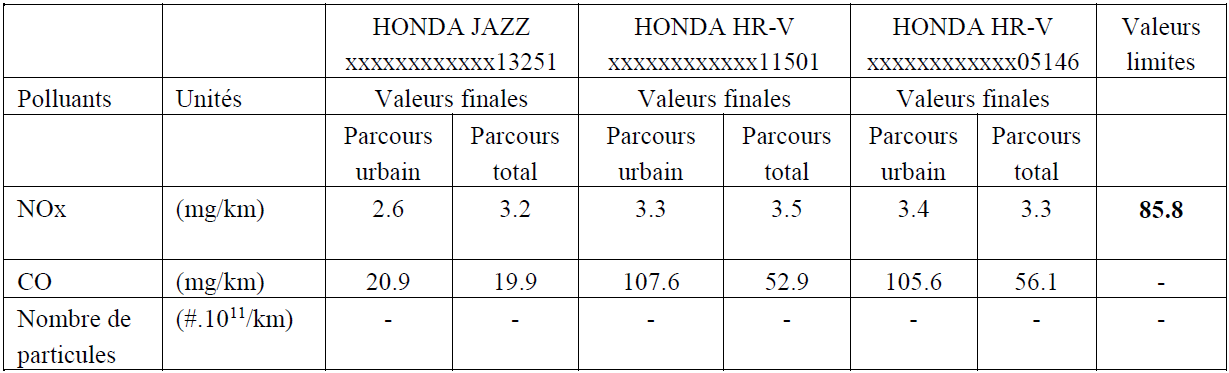 HONDA JAZZ HONDA HR-V HONDA HR-V Valeurs
xxxxxxxxxxxx13251 xxxxxxxxxxxx11501 xxxxxxxxxxxx05146 limites
Polluants Unités Valeurs finales Valeurs finales Valeurs finales
Parcours Parcours Parcours Parcours Parcours Parcours
urbain total urbain total urbain total
NOx (mg/km) 2.6 3.2 3.3 3.5 3.4 3.3 85.8
CO (mg/km) 20.9 19.9 107.6 52.9 105.6 56.1 -
Nombre de (#.10¹¹/km) - - - - - - -
particules